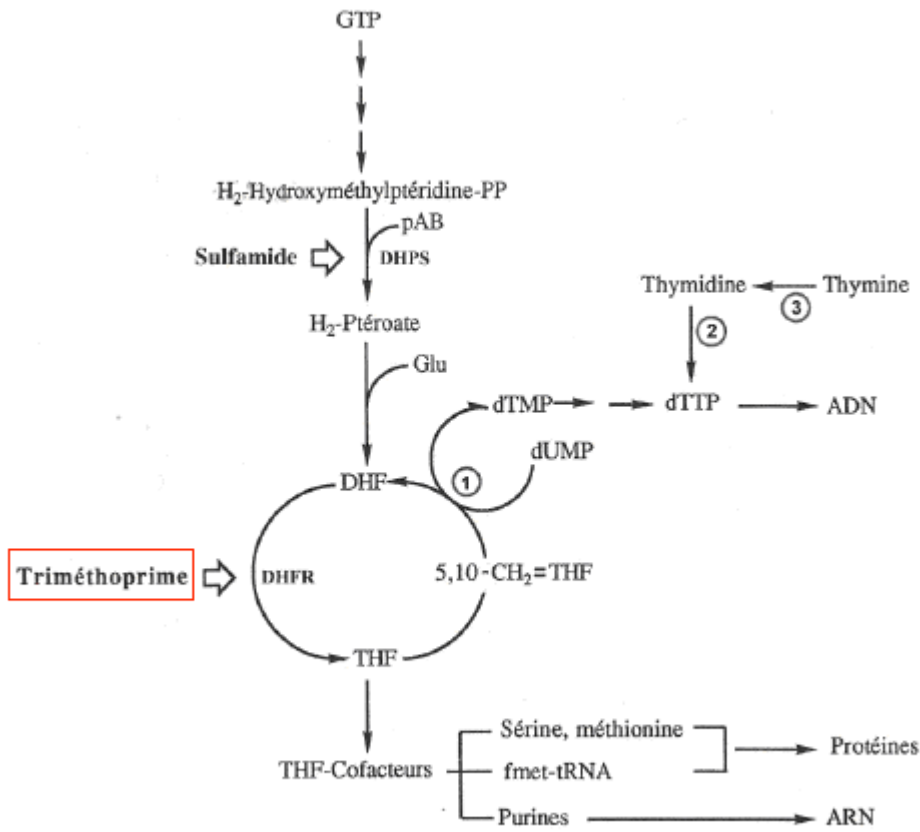 GTP
H₂-Hydroxyméthylptéridine-PP
pAB
Sulfamide
DHPS
H₂-Ptéroate
Glu
Thymidine
3
Thymine
2
dTMP
dTTP
ADN
dUMP
1
DHF
Triméthoprime
DHFR
5,10-CH₂=THF
THF
THF-Cofacteurs
Sérine, méthionine
fmet-tRNA
Protéines
Purines
ARN